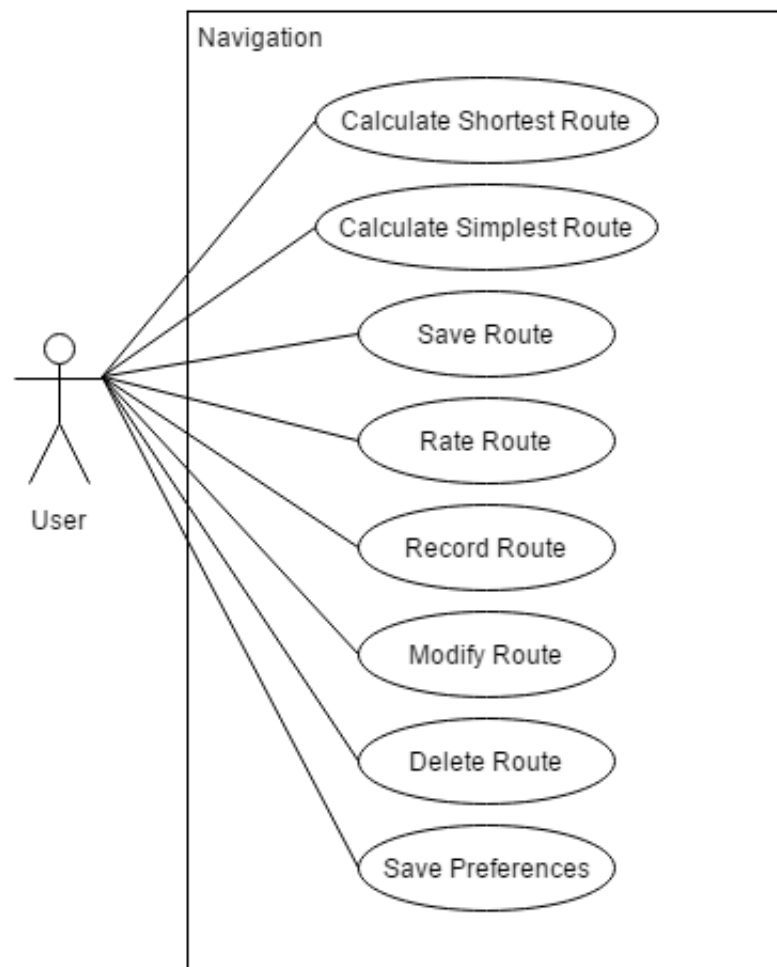 Navigation
Calculate Shortest Route
Calculate Simplest Route
Save Route
Rate Route
Record Route
User
Modify Route
Delete Route
Save Preferences